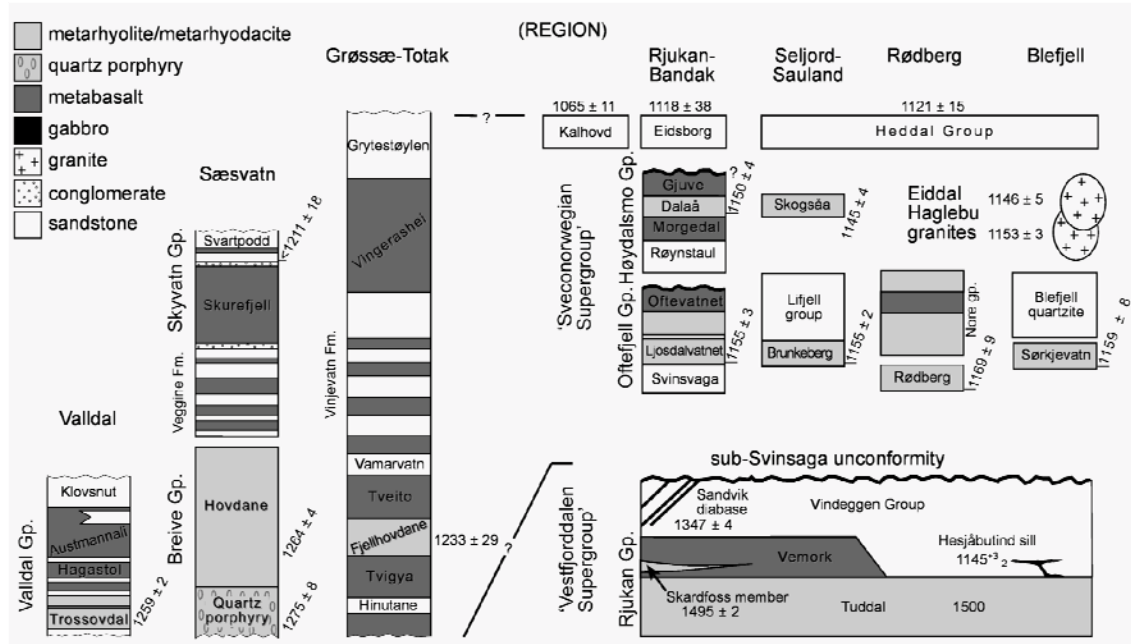 metarhyolite/metarhyodacite
quartz porphyry
metabasalt
gabbro
granite
conglomerate
sandstone
(REGION)
Valldal
Valldal Gp.
Klovsnut
Austmannali
Hagastol
Trossovdal
1259 ± 2
Sæsvatn
Skyvatn Gp.
Svartpodd
<1211 ± 18
Skurefjell
Veggine Fm.
Breive Gp.
Hovdane
1264 ± 4
Quartz
porphyry
1275 ± 8
Grøssæ-Totak
Grytestøylen
Vingerashei
Vinjevatn Fm.
Vamarvatn
Tveito
Fjellhovdane
1233 ± 29
Tvigya
Hinutane
?
?
1065 ± 11
Kalhovd
'Sveconorwegian
Supergroup'
Rjukan-
Bandak
1118 ± 38
Eidsborg
Høydalsmo Gp.
?
Gjuve
Dalaå
1150 ± 4
Morgedal
Røynstaul
Oftefjell Gp.
Oftevatnet
Ljosdalvatnet
1155 ± 3
Svinsvaga
Seljord-
Sauland
Skogsåa
1145 ± 4
Lifjell
group
Brunkeberg
1155 ± 2
Rødberg
1121 ± 15
Heddal Group
Nore gp.
Rødberg
1169 ± 9
Blefjell
Eiddal
Haglebu
granites
1146 ± 5
1153 ± 3
Blefjell
quartzite
Sørkjevatn
1159 ± 8
sub-Svinsaga unconformity
'Vestfjorddalen
Supergroup'
Rjukan Gp.
Sandvik
diabase
1347 ± 4
Vindeggen Group
Vemork
Hesjåbutind sill
1145⁺³₂
Skardfoss member
1495 ± 2
Tuddal 1500